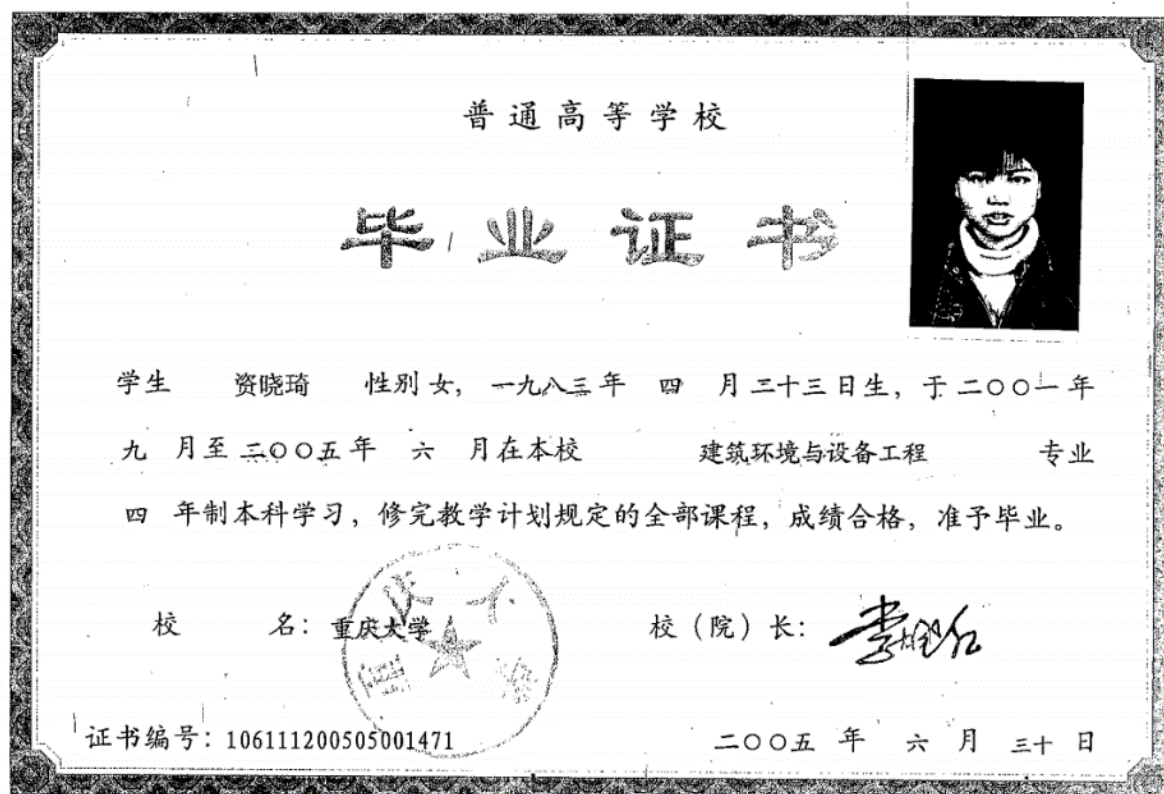 普通高等学校
毕业证书
学生 资晓琦 性别 女, 一九八三年 四 月 三十三日生, 于 二〇〇一年
九 月至 二〇〇五年 六 月在本校 建筑环境与设备工程 专业
四 年制本科学习, 修完教学计划规定的全部课程, 成绩合格, 准予毕业。
校 名: 重庆大学 校(院)长:
重庆大学
证书编号: 106111200505001471 二〇〇五 年 六 月 三十 日